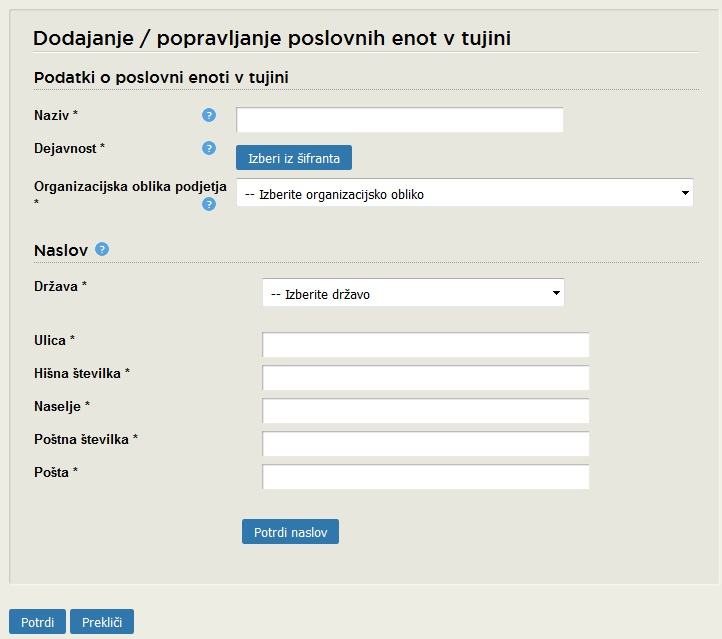 Dodajanje / popravljanje poslovnih enot v tujini
Podatki o poslovni enoti v tujini
Naziv * ?
Dejavnost * ? Izberi iz šifranta
Organizacijska oblika podjetja
* ? -- Izberite organizacijsko obliko
Naslov ?
Država * -- Izberite državo
Ulica *
Hišna številka *
Naselje *
Poštna številka *
Pošta *
Potrdi naslov
Potrdi Prekliči